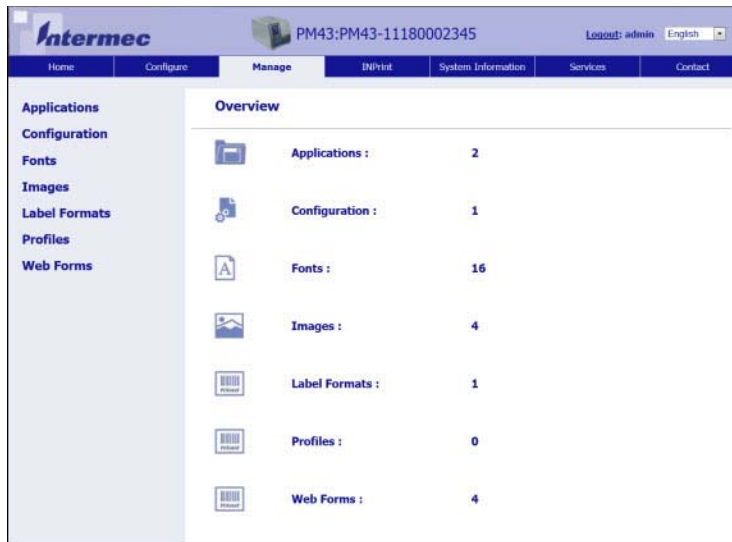 Intermec
PM43:PM43-11180002345
Logout: admin English
Home Configure Manage INPrint System Information Services Contact
Applications
Configuration
Fonts
Images
Label Formats
Profiles
Web Forms
Overview
Applications : 2
Configuration : 1
Fonts : 16
Images : 4
Label Formats : 1
Profiles : 0
Web Forms : 4